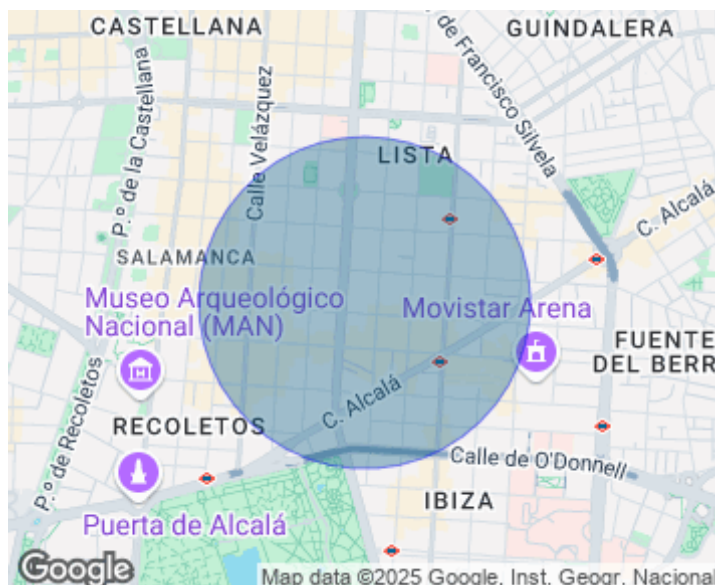 CASTELLANA
GUINDALERA
de Francisco Silvela
P.º de la Castellana
Calle Velázquez
LISTA
C. Alcalá
SALAMANCA
Museo Arqueológico
Nacional (MAN)
Movistar Arena
FUENTE
DEL BERR
C. Alcalá
RECOLETOS
P.º de Recoletos
Calle de O'Donnell
IBIZA
Puerta de Alcalá
Google
Map data ©2025 Google, Inst. Geogr. Nacional